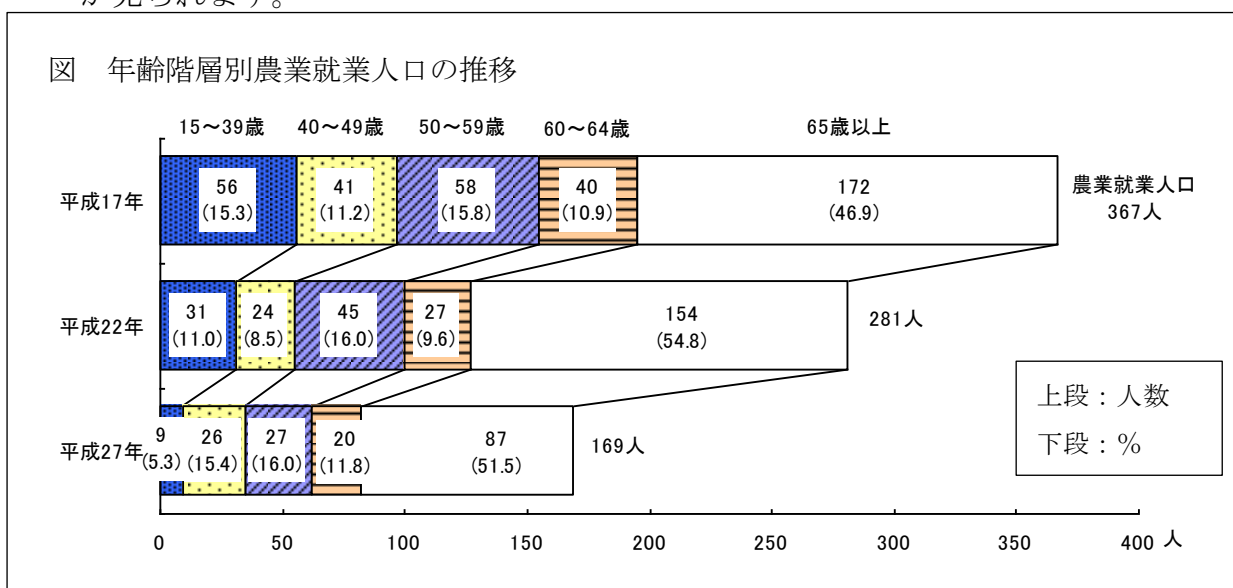 が見られます。
図　年齢階層別農業就業人口の推移
15～39歳 40～49歳 50～59歳 60～64歳 65歳以上
平成17年
56 41 58 40 172
(15.3) (11.2) (15.8) (10.9) (46.9)
農業就業人口
367人
平成22年
31 24 45 27 154
(11.0) (8.5) (16.0) (9.6) (54.8)
281人
平成27年
9 26 27 20 87
(5.3) (15.4) (16.0) (11.8) (51.5)
169人
上段：人数
下段：％
0 50 100 150 200 250 300 350 400 人